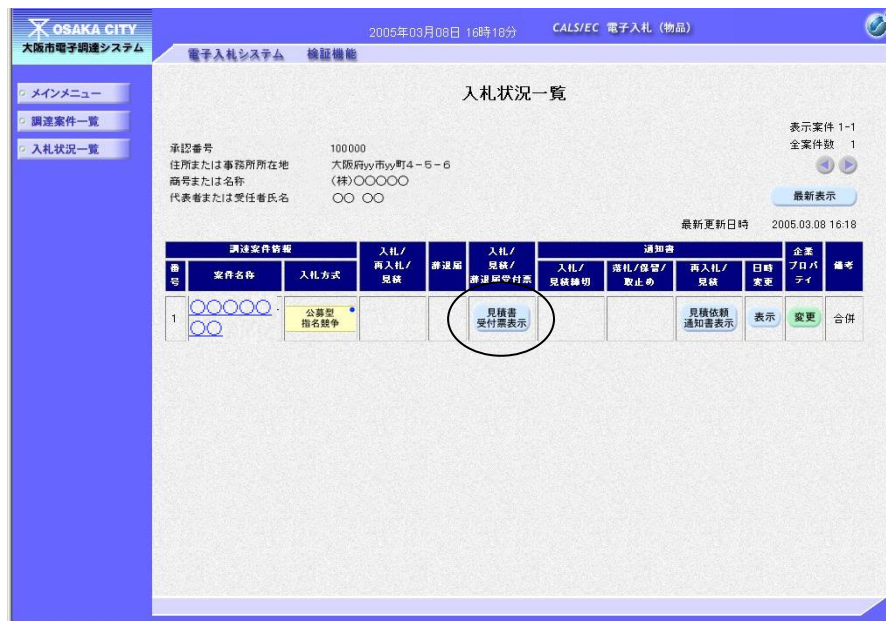 OSAKA CITY
大阪市電子調達システム
2005年03月08日 16時18分
CALS/EC 電子入札（物品）
電子入札システム 検証機能
メインメニュー
調達案件一覧
入札状況一覧
入札状況一覧
表示案件 1-1
全案件数 1
承認番号 100000
住所または事務所所在地 大阪府yy市yy町4－5－6
商号または名称 (株)○○○○○
代表者または受任者氏名 ○○ ○○
最新表示
最新更新日時 2005.03.08 16:18
調達案件情報
番号
案件名称
入札方式
入札/
再入札/
見積
辞退届
入札/
見積/
辞退届受付票
通知書
入札/
見積締切
落札/保留/
取止め
再入札/
見積
日時
変更
企業
プロパ
ティ
備考
1
○○○○○・
○○
公募型
指名競争
見積書
受付票表示
見積依頼
通知書表示
表示
変更
合併